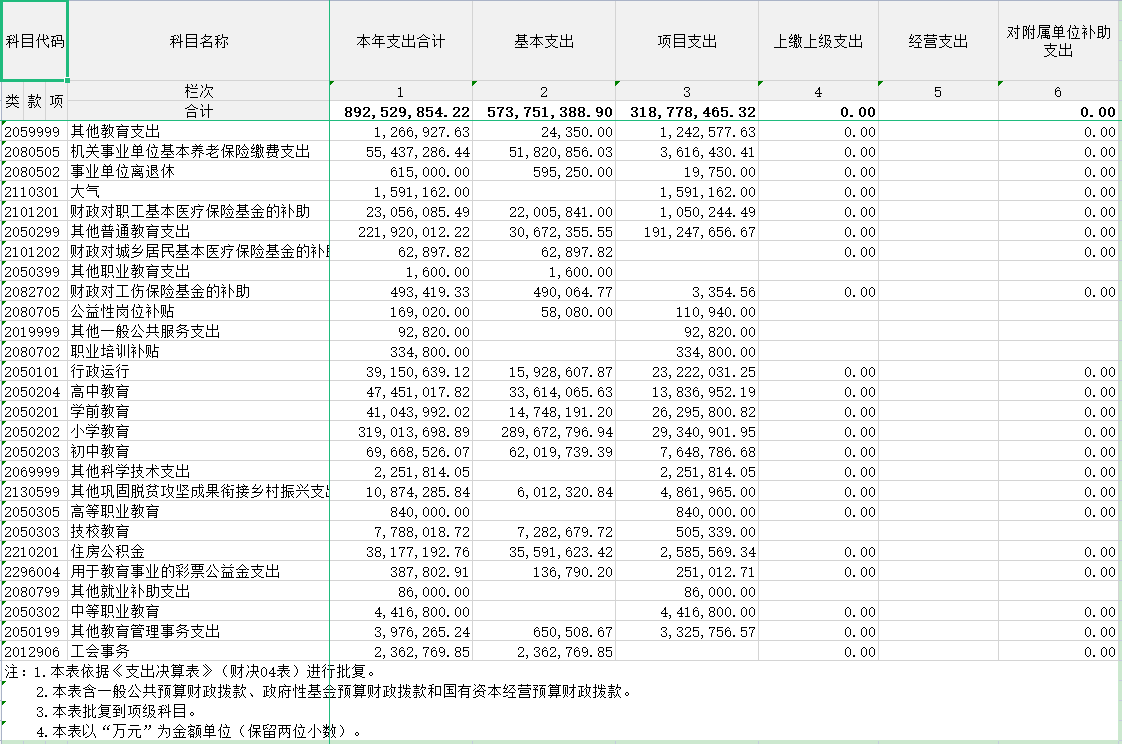 科目代码 科目名称 本年支出合计 基本支出 项目支出 上缴上级支出 经营支出 对附属单位补助
支出
类 款 项 栏次 1 2 3 4 5 6
合计 892,529,854.22 573,751,388.90 318,778,465.32 0.00 0.00
2059999 其他教育支出 1,266,927.63 24,350.00 1,242,577.63 0.00 0.00
2080505 机关事业单位基本养老保险缴费支出 55,437,286.44 51,820,856.03 3,616,430.41 0.00 0.00
2080502 事业单位离退休 615,000.00 595,250.00 19,750.00 0.00 0.00
2110301 大气 1,591,162.00 1,591,162.00 0.00 0.00
2101201 财政对职工基本医疗保险基金的补助 23,056,085.49 22,005,841.00 1,050,244.49 0.00 0.00
2050299 其他普通教育支出 221,920,012.22 30,672,355.55 191,247,656.67 0.00 0.00
2101202 财政对城乡居民基本医疗保险基金的补 62,897.82 62,897.82 0.00 0.00
2050399 其他职业教育支出 1,600.00 1,600.00
2082702 财政对工伤保险基金的补助 493,419.33 490,064.77 3,354.56 0.00 0.00
2080705 公益性岗位补贴 169,020.00 58,080.00 110,940.00
2019999 其他一般公共服务支出 92,820.00 92,820.00
2080702 职业培训补贴 334,800.00 334,800.00
2050101 行政运行 39,150,639.12 15,928,607.87 23,222,031.25 0.00 0.00
2050204 高中教育 47,451,017.82 33,614,065.63 13,836,952.19 0.00 0.00
2050201 学前教育 41,043,992.02 14,748,191.20 26,295,800.82 0.00 0.00
2050202 小学教育 319,013,698.89 289,672,796.94 29,340,901.95 0.00 0.00
2050203 初中教育 69,668,526.07 62,019,739.39 7,648,786.68 0.00 0.00
2069999 其他科学技术支出 2,251,814.05 2,251,814.05 0.00 0.00
2130599 其他巩固脱贫攻坚成果衔接乡村振兴支出 10,874,285.84 6,012,320.84 4,861,965.00 0.00 0.00
2050305 高等职业教育 840,000.00 840,000.00 0.00 0.00
2050303 技校教育 7,788,018.72 7,282,679.72 505,339.00
2210201 住房公积金 38,177,192.76 35,591,623.42 2,585,569.34 0.00 0.00
2296004 用于教育事业的彩票公益金支出 387,802.91 136,790.20 251,012.71 0.00 0.00
2080799 其他就业补助支出 86,000.00 86,000.00
2050302 中等职业教育 4,416,800.00 4,416,800.00 0.00 0.00
2050199 其他教育管理事务支出 3,976,265.24 650,508.67 3,325,756.57 0.00 0.00
2012906 工会事务 2,362,769.85 2,362,769.85 0.00 0.00
注：1.本表依据《支出决算表》（财决04表）进行批复。
2.本表含一般公共预算财政拨款、政府性基金预算财政拨款和国有资本经营预算财政拨款。
3.本表批复到项级科目。
4.本表以“万元”为金额单位（保留两位小数）。